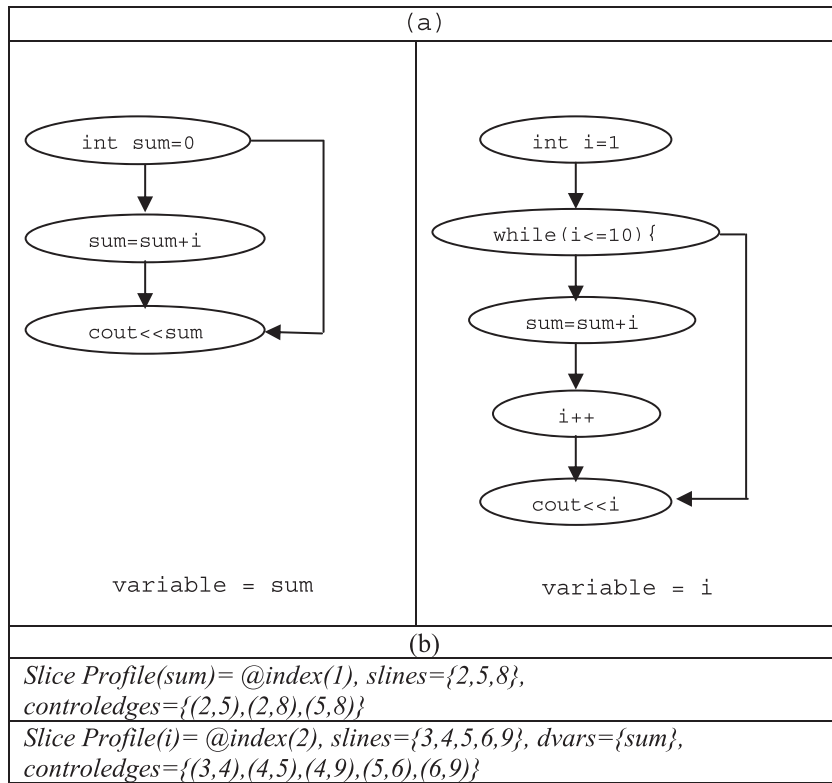 (a)
int sum=0
sum=sum+i
cout<<sum
variable = sum
int i=1
while(i<=10){
sum=sum+i
i++
cout<<i
variable = i
(b)
Slice Profile(sum)= @index(1), slines={2,5,8},
controledges={(2,5),(2,8),(5,8)}
Slice Profile(i)= @index(2), slines={3,4,5,6,9}, dvars={sum},
controledges={(3,4),(4,5),(4,9),(5,6),(6,9)}